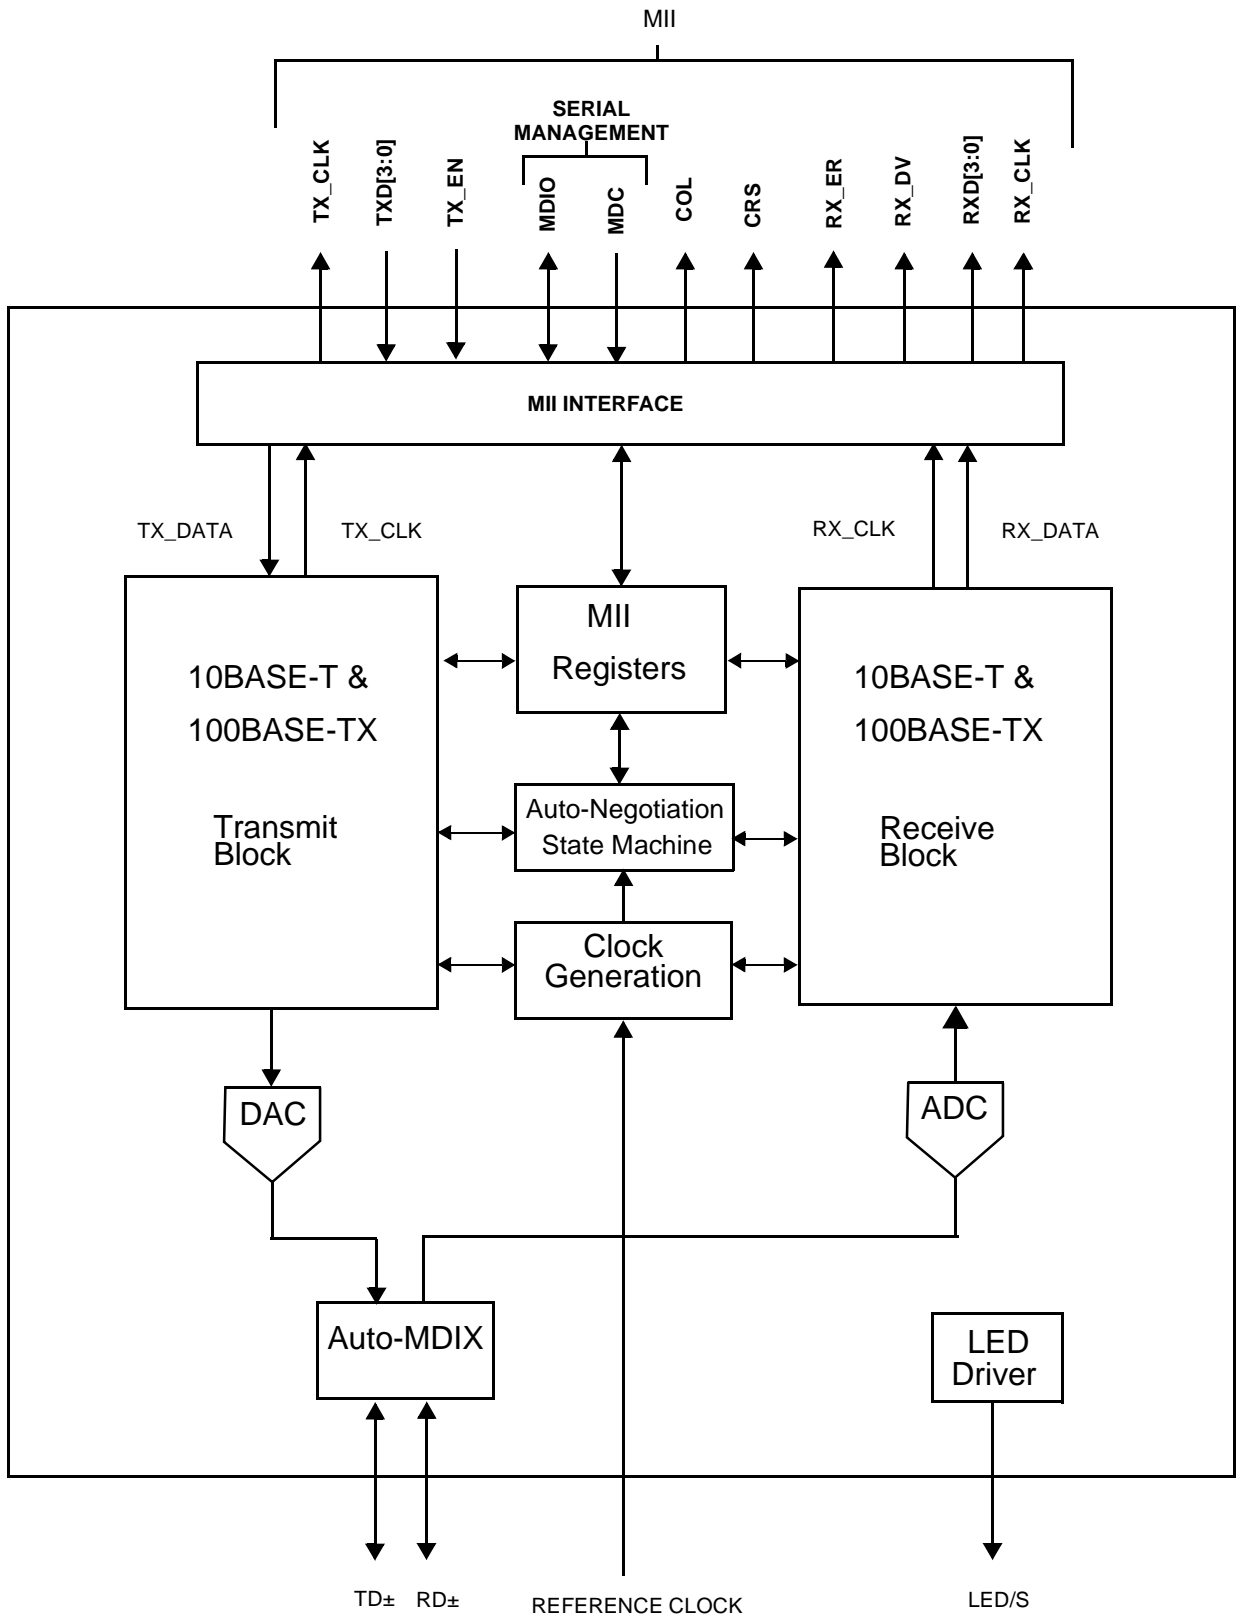 MII
SERIAL
MANAGEMENT
TX_CLK
TXD[3:0]
TX_EN
MDIO
MDC
COL
CRS
RX_ER
RX_DV
RXD[3:0]
RX_CLK
MII INTERFACE
TX_DATA
TX_CLK
RX_CLK
RX_DATA
10BASE-T &
100BASE-TX
Transmit
Block
MII
Registers
Auto-Negotiation
State Machine
Clock
Generation
10BASE-T &
100BASE-TX
Receive
Block
DAC
ADC
Auto-MDIX
LED
Driver
TD±
RD±
REFERENCE CLOCK
LED/S